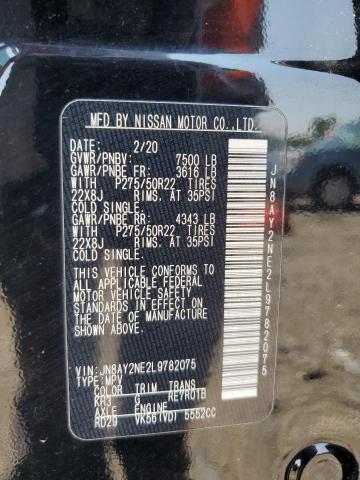 MFD BY NISSAN MOTOR CO.,LTD.
DATE: 2/20
GVWR/PNBV: 7500 LB
GAWR/PNBE FR: 3616 LB
WITH P275/50R22 TIRES
22X8J RIMS. AT 35PSI
COLD SINGLE.
GAWR/PNBE RR: 4343 LB
WITH P275/50R22 TIRES
22X8J RIMS. AT 35PSI
COLD SINGLE.
THIS VEHICLE CONFORMS TO
ALL APPLICABLE FEDERAL
MOTOR VEHICLE SAFETY
STANDARDS IN EFFECT ON
THE DATE OF MANUFACTURE
SHOWN ABOVE.
VIN:JN8AY2NE2L9782075
TYPE:MPV
COLOR TRIM TRANS
KH3 G RE7R01B
AXLE ENGINE
RD29 VK56(VD) 5552CC
JN8AY2NE2L9782075